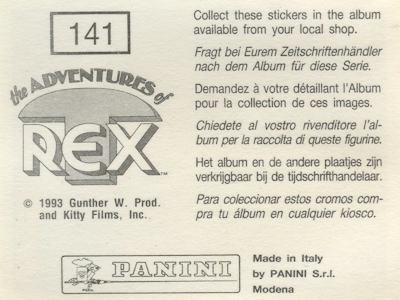 141
the ADVENTURES of
T
REX™
© 1993 Gunther W. Prod.
and Kitty Films, Inc.
Collect these stickers in the album
available from your local shop.
Fragt bei Eurem Zeitschriftenhändler
nach dem Album für diese Serie.
Demandez à votre détaillant l'Album
pour la collection de ces images.
Chiedete al vostro rivenditore l'al-
bum per la raccolta di queste figurine.
Het album en de andere plaatjes zijn
verkrijgbaar bij de tijdschrifthandelaar.
Para coleccionar estos cromos com-
pra tu álbum en cualquier kiosco.
PANINI
Made in Italy
by PANINI S.r.l.
Modena